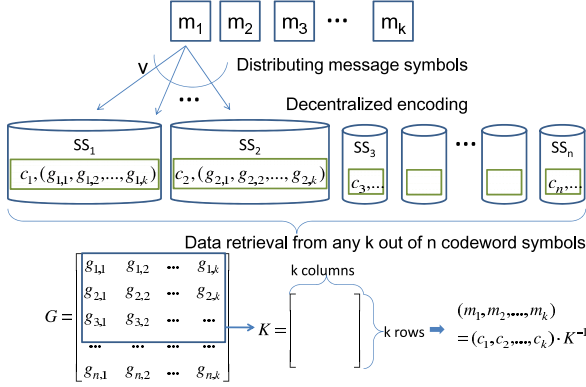 m₁ m₂ m₃ ··· mₖ
v
Distributing message symbols
...
Decentralized encoding
SS₁ SS₂ SS₃ ... SSₙ
c₁,(g₁,₁,g₁,₂,...,g₁,ₖ) c₂,(g₂,₁,g₂,₂,...,g₂,ₖ) c₃,... cₙ,...
Data retrieval from any k out of n codeword symbols
g₁,₁ g₁,₂ ... g₁,ₖ
g₂,₁ g₂,₂ ... g₂,ₖ
G = g₃,₁ g₃,₂ ... ...
... ... ... ...
gₙ,₁ gₙ,₂ ... gₙ,ₖ
k columns
K = [ ] k rows
(m₁,m₂,...,mₖ)
=(c₁,c₂,...,cₖ)·K⁻¹